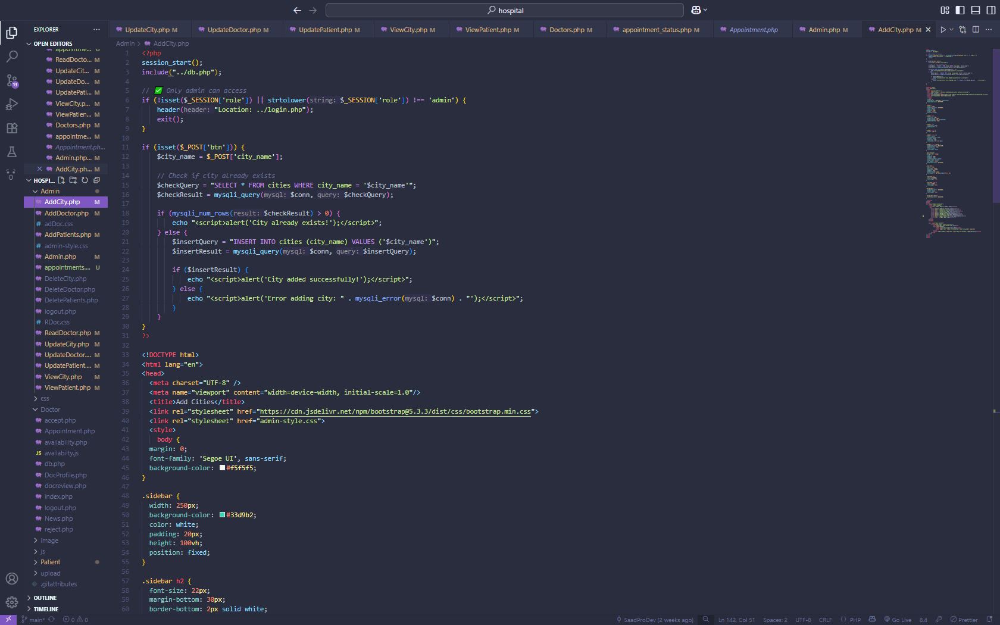 hospital
EXPLORER
OPEN EDITORS
appointme... U
ReadDocto... M
UpdateCit... M
UpdateDo... M
UpdatePati... M
ViewCity.p... M
ViewPatien... M
Doctors.php M
appointme... M
Appointment.ph...
Admin.php... M
AddCity.ph... M
HOSPI...
Admin
AddCity.php M
AddDoctor.php M
adDoc.css
AddPatients.php M
admin-style.css
Admin.php M
appointments.... U
DeleteCity.php
DeleteDoctor.php
DeletePatients.php
logout.php
RDoc.css
ReadDoctor.php M
UpdateCity.php M
UpdateDoctor.... M
UpdatePatient.... M
ViewCity.php M
ViewPatient.php M
css
Doctor
accept.php
Appointment.php
availability.php
JS availabilty.js
db.php
DocProfile.php
docreview.php
index.php
logout.php
News.php
reject.php
image
js
Patient
upload
.gitattributes
OUTLINE
TIMELINE
UpdateCity.php M UpdateDoctor.php M UpdatePatient.php M ViewCity.php M ViewPatient.php M Doctors.php M appointment_status.php M Appointment.php Admin.php M AddCity.php M
Admin > AddCity.php
1 <?php
2 session_start();
3 include("../db.php");
4
5 // ✅ Only admin can access
6 if (!isset($_SESSION['role']) || strtolower(string: $_SESSION['role']) !== 'admin') {
7 header(header: "Location: ../login.php");
8 exit();
9 }
10
11 if (isset($_POST['btn'])) {
12 $city_name = $_POST['city_name'];
13
14 // Check if city already exists
15 $checkQuery = "SELECT * FROM cities WHERE city_name = '$city_name'";
16 $checkResult = mysqli_query(mysql: $conn, query: $checkQuery);
17
18 if (mysqli_num_rows(result: $checkResult) > 0) {
19 echo "<script>alert('City already exists!');</script>";
20 } else {
21 $insertQuery = "INSERT INTO cities (city_name) VALUES ('$city_name')";
22 $insertResult = mysqli_query(mysql: $conn, query: $insertQuery);
23
24 if ($insertResult) {
25 echo "<script>alert('City added successfully!');</script>";
26 } else {
27 echo "<script>alert('Error adding city: " . mysqli_error(mysql: $conn) . "');</script>";
28 }
29 }
30 }
31 ?>
32
33 <!DOCTYPE html>
34 <html lang="en">
35 <head>
36 <meta charset="UTF-8" />
37 <meta name="viewport" content="width=device-width, initial-scale=1.0"/>
38 <title>Add Cities</title>
39 <link rel="stylesheet" href="https://cdn.jsdelivr.net/npm/bootstrap@5.3.3/dist/css/bootstrap.min.css">
40 <link rel="stylesheet" href="admin-style.css">
41 <style>
42 body {
43 margin: 0;
44 font-family: 'Segoe UI', sans-serif;
45 background-color: #f5f5f5;
46 }
47
48 .sidebar {
49 width: 250px;
50 background-color: #33d9b2;
51 color: white;
52 padding: 20px;
53 height: 100vh;
54 position: fixed;
55 }
56
57 .sidebar h2 {
58 font-size: 22px;
59 margin-bottom: 30px;
60 border-bottom: 2px solid white;
13
main* 0 0 SaadProDev (2 weeks ago) Ln 142, Col 51 Spaces: 2 UTF-8 CRLF {} PHP Go Live 8.4 Prettier